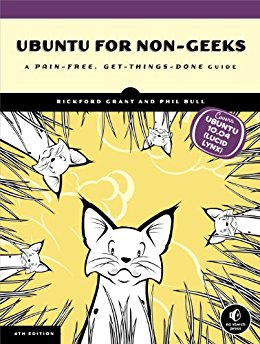 UBUNTU FOR NON-GEEKS
A PAIN-FREE, GET-THINGS-DONE GUIDE
RICKFORD GRANT AND PHIL BULL
Covers
UBUNTU
10.04
(LUCID
LYNX)
4TH EDITION
no starch
press